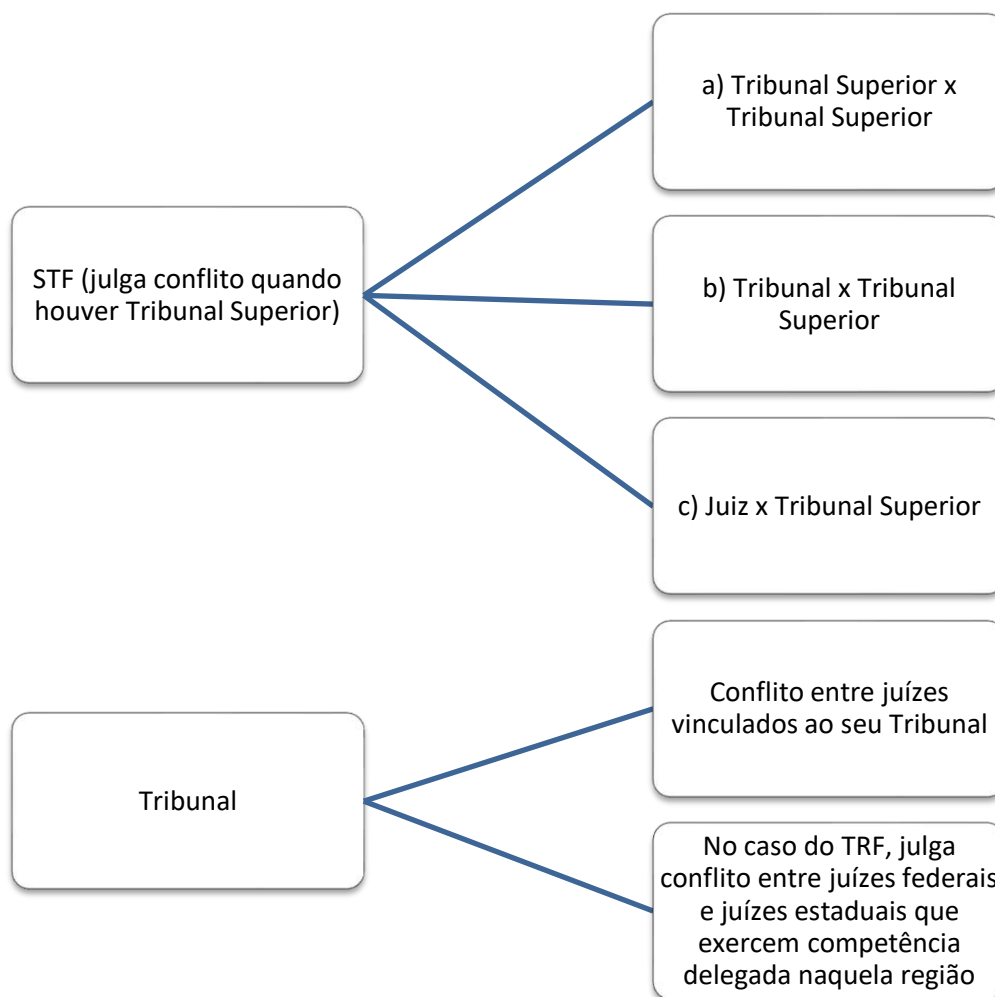 a) Tribunal Superior x
Tribunal Superior
STF (julga conflito quando
houver Tribunal Superior)
b) Tribunal x Tribunal
Superior
c) Juiz x Tribunal Superior
Conflito entre juízes
vinculados ao seu Tribunal
Tribunal
No caso do TRF, julga
conflito entre juízes federais
e juízes estaduais que
exercem competência
delegada naquela região